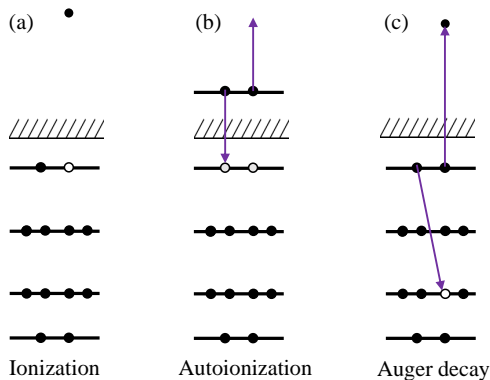 (a)
(b)
(c)
Ionization
Autoionization
Auger decay